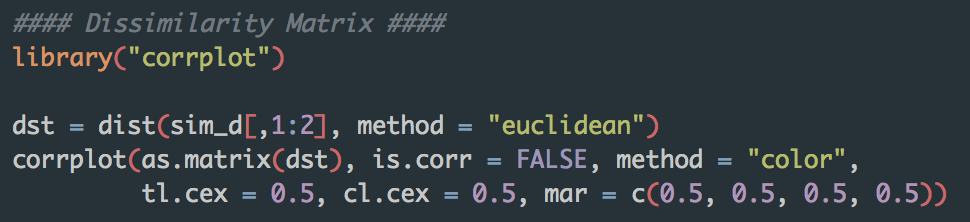 #### Dissimilarity Matrix ####
library("corrplot")
dst = dist(sim_d[,1:2], method = "euclidean")
corrplot(as.matrix(dst), is.corr = FALSE, method = "color",
tl.cex = 0.5, cl.cex = 0.5, mar = c(0.5, 0.5, 0.5, 0.5))